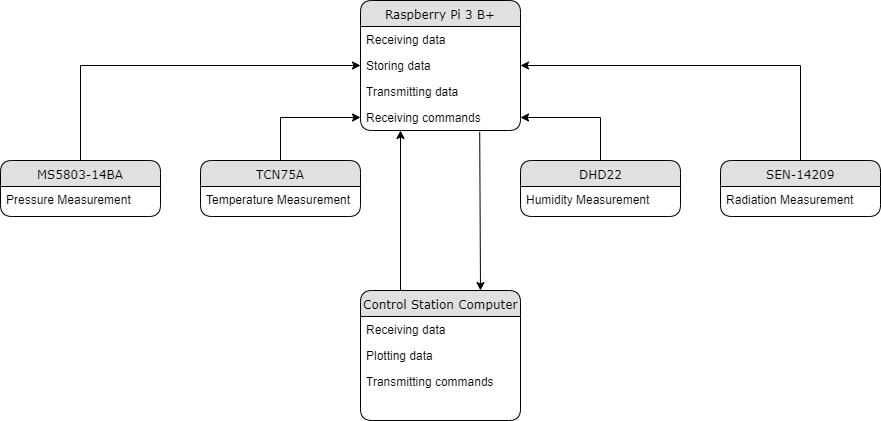 Raspberry Pi 3 B+
Receiving data
Storing data
Transmitting data
Receiving commands
MS5803-14BA
Pressure Measurement
TCN75A
Temperature Measurement
DHD22
Humidity Measurement
SEN-14209
Radiation Measurement
Control Station Computer
Receiving data
Plotting data
Transmitting commands